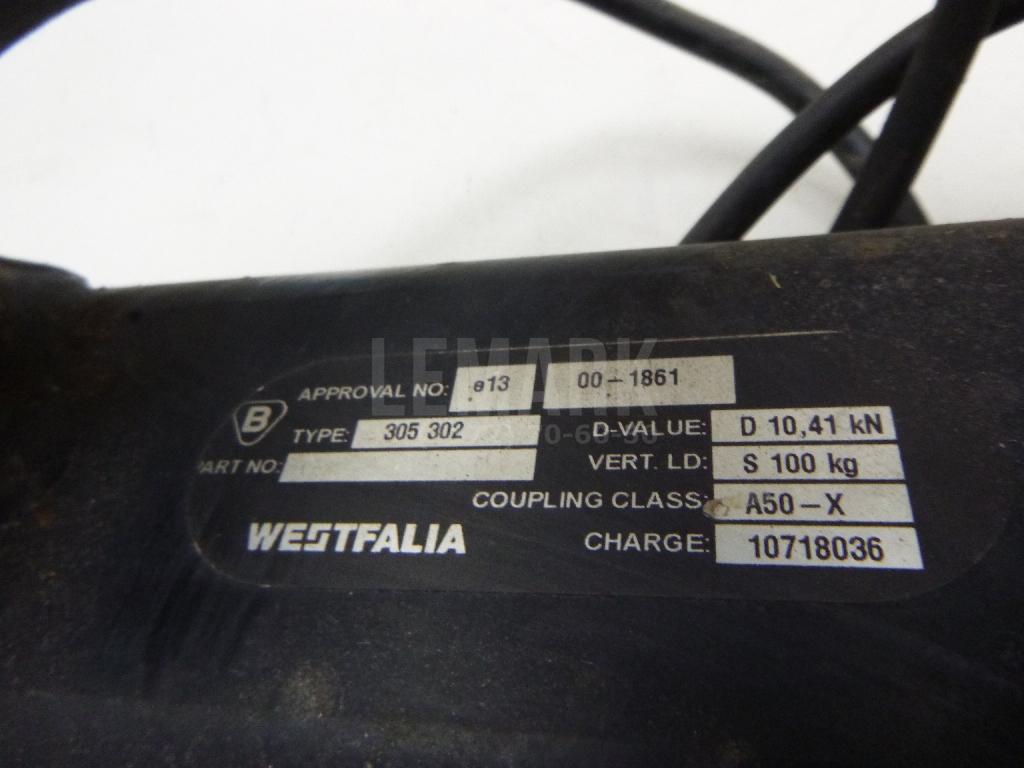 LEMARK
APPROVAL NO: e13 00-1861
B
TYPE: 305 302
D-VALUE: D 10,41 kN
PART NO:
VERT. LD: S 100 kg
COUPLING CLASS: A50-X
WESTFALIA
CHARGE: 10718036